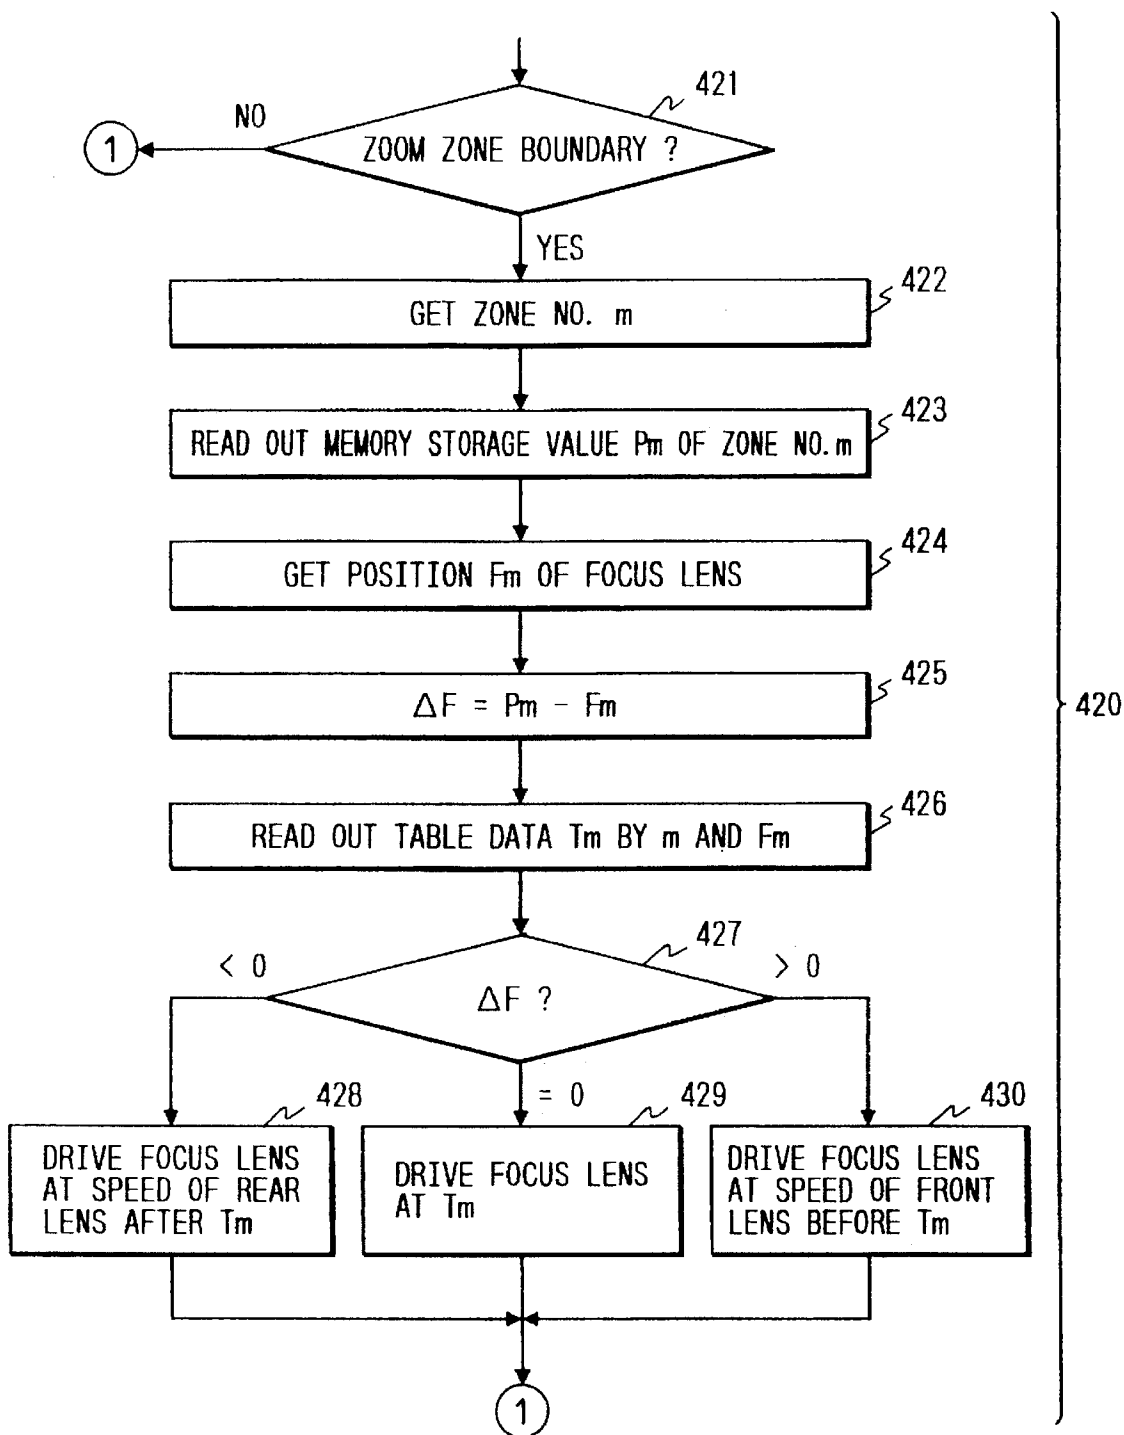 421
NO
1
ZOOM ZONE BOUNDARY ?
YES
422
GET ZONE NO. m
423
READ OUT MEMORY STORAGE VALUE Pm OF ZONE NO. m
424
GET POSITION Fm OF FOCUS LENS
425
ΔF = Pm - Fm
420
426
READ OUT TABLE DATA Tm BY m AND Fm
427
< 0
> 0
ΔF ?
= 0
428
DRIVE FOCUS LENS
AT SPEED OF REAR
LENS AFTER Tm
429
DRIVE FOCUS LENS
AT Tm
430
DRIVE FOCUS LENS
AT SPEED OF FRONT
LENS BEFORE Tm
1